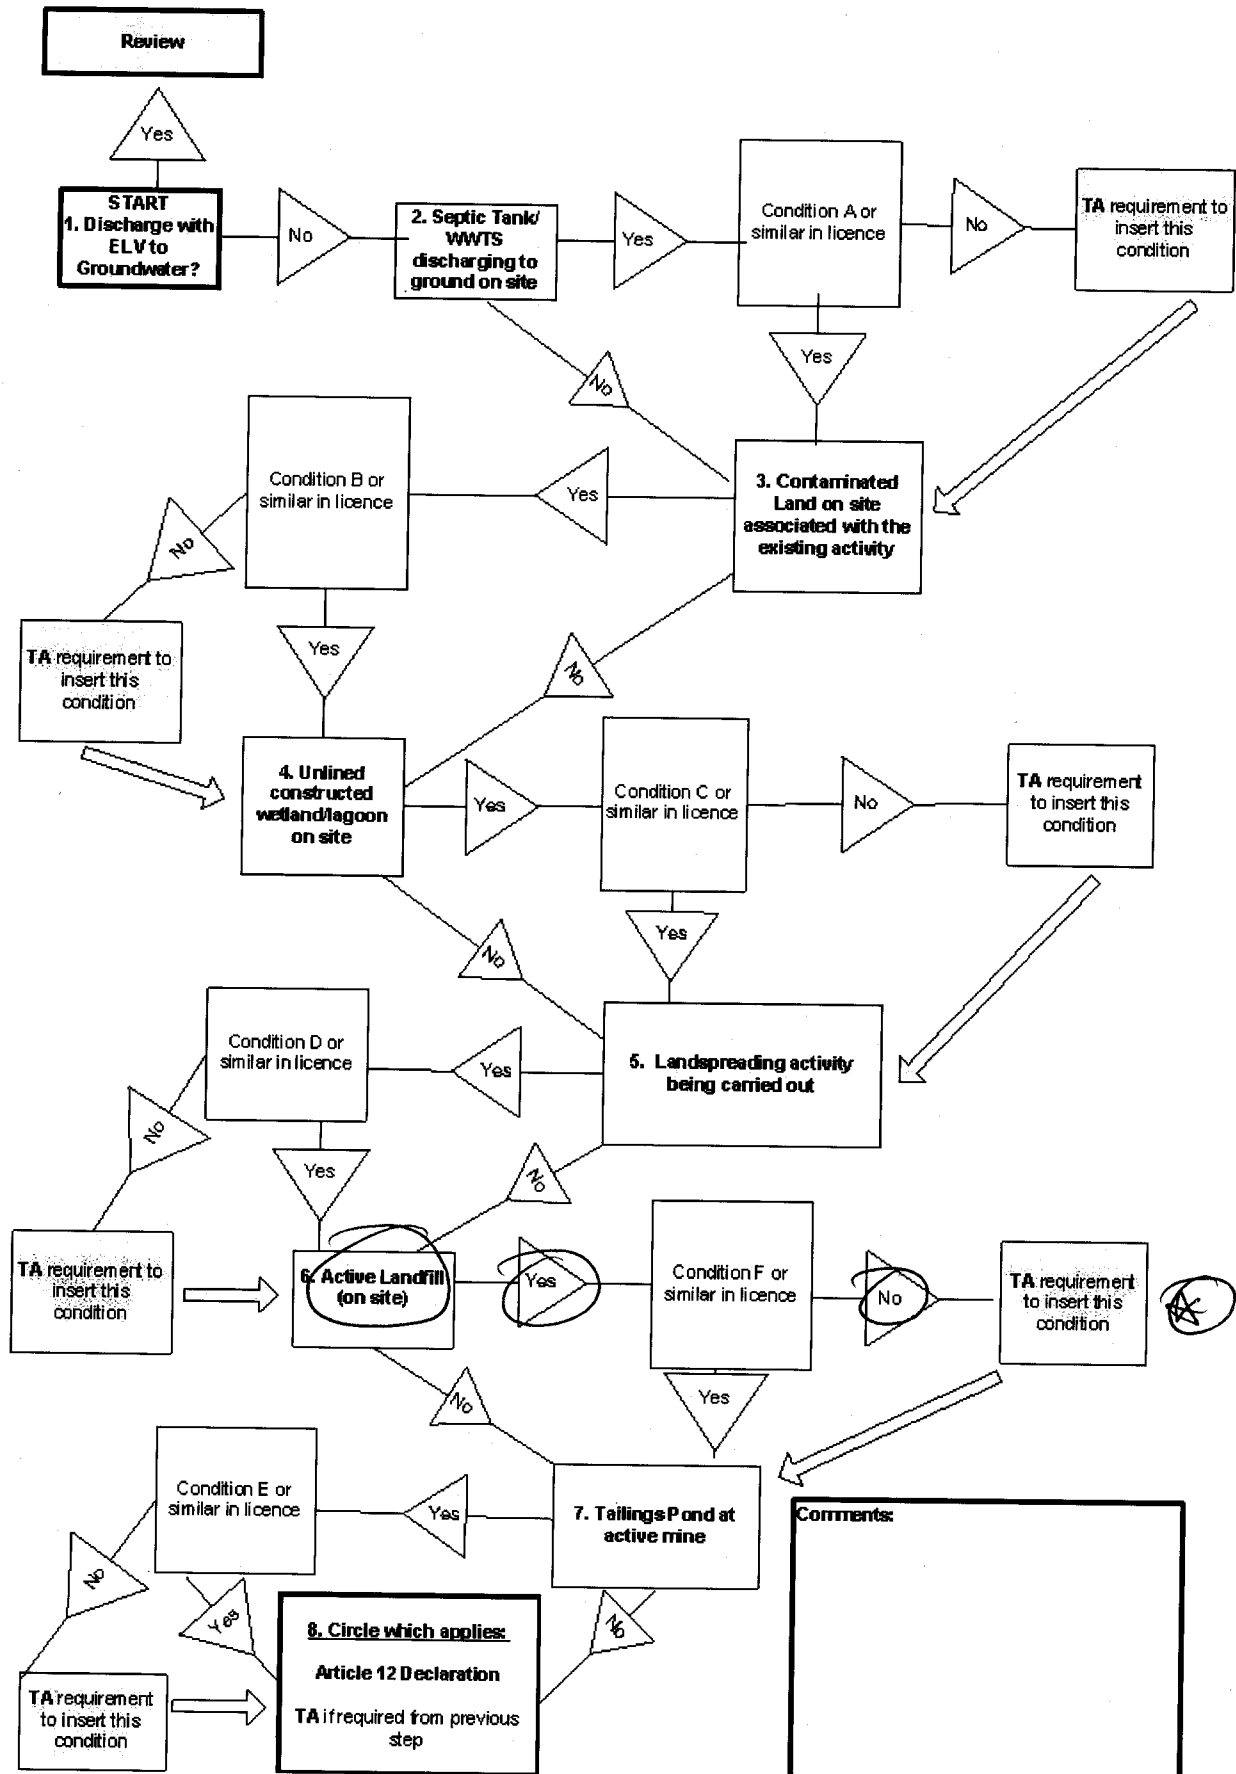 Review
Yes
START
1. Discharge with
ELV to
Groundwater?
No
2. Septic Tank/
WWTS
discharging to
ground on site
Yes
Condition A or
similar in licence
No
TA requirement to
insert this
condition
Yes
No
3. Contaminated
Land on site
associated with the
existing activity
Yes
Condition B or
similar in licence
No
TA requirement to
insert this
condition
Yes
No
4. Unlined
constructed
wetland/lagoon
on site
Yes
Condition C or
similar in licence
No
TA requirement
to insert this
condition
Yes
No
5. Landspreading activity
being carried out
Yes
Condition D or
similar in licence
No
TA requirement to
insert this
condition
Yes
No
6. Active Landfill
(on site)
Yes
Condition F or
similar in licence
No
TA requirement
to insert this
condition
Yes
No
7. Tailings Pond at
active mine
Yes
Condition E or
similar in licence
No
TA requirement
to insert this
condition
Yes
No
8. Circle which applies:
Article 12 Declaration
TA if required from previous
step
Comments: